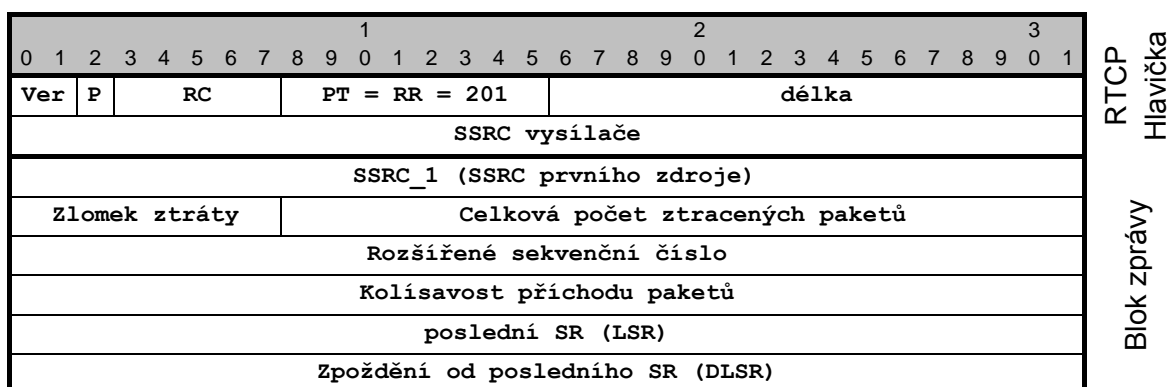 1 2 3
0 1 2 3 4 5 6 7 8 9 0 1 2 3 4 5 6 7 8 9 0 1 2 3 4 5 6 7 8 9 0 1
Ver P RC PT = RR = 201 délka
SSRC vysílače
SSRC_1 (SSRC prvního zdroje)
Zlomek ztráty Celková počet ztracených paketů
Rozšířené sekvenční číslo
Kolísavost příchodu paketů
poslední SR (LSR)
Zpoždění od posledního SR (DLSR)
RTCP
Hlavička
Blok zprávy